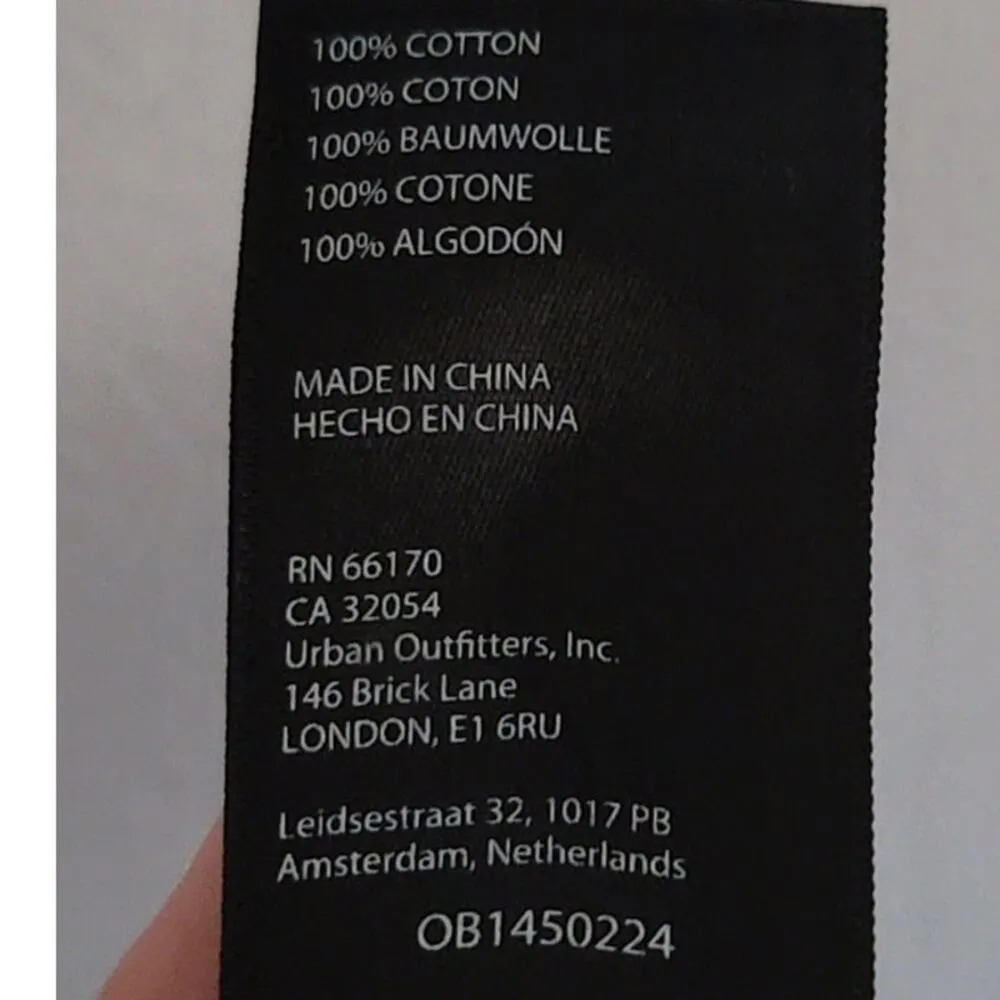 100% COTTON
100% COTON
100% BAUMWOLLE
100% COTONE
100% ALGODÓN
MADE IN CHINA
HECHO EN CHINA
RN 66170
CA 32054
Urban Outfitters, Inc.
146 Brick Lane
LONDON, E1 6RU
Leidsestraat 32, 1017 PB
Amsterdam, Netherlands
OB1450224